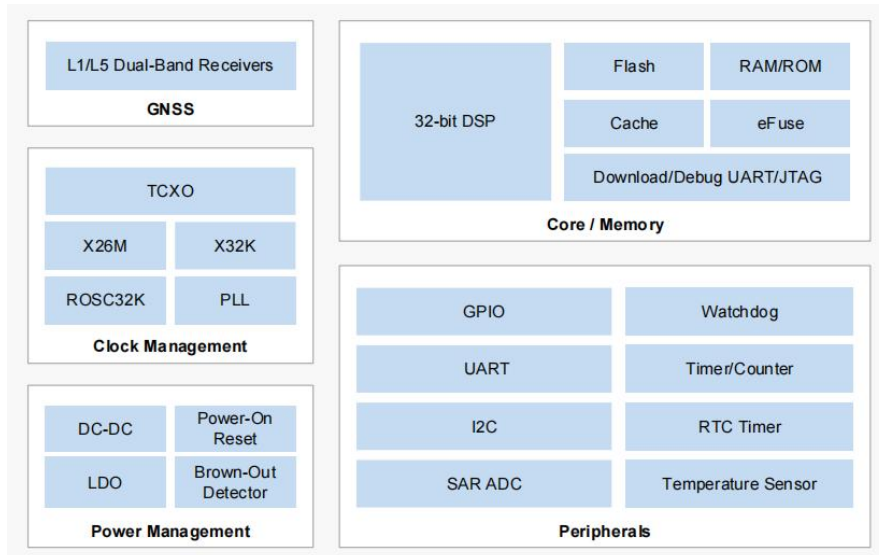 L1/L5 Dual-Band Receivers
GNSS
TCXO
X26M
X32K
ROSC32K
PLL
Clock Management
DC-DC
Power-On
Reset
LDO
Brown-Out
Detector
Power Management
32-bit DSP
Flash
RAM/ROM
Cache
eFuse
Download/Debug UART/JTAG
Core / Memory
GPIO
Watchdog
UART
Timer/Counter
I2C
RTC Timer
SAR ADC
Temperature Sensor
Peripherals